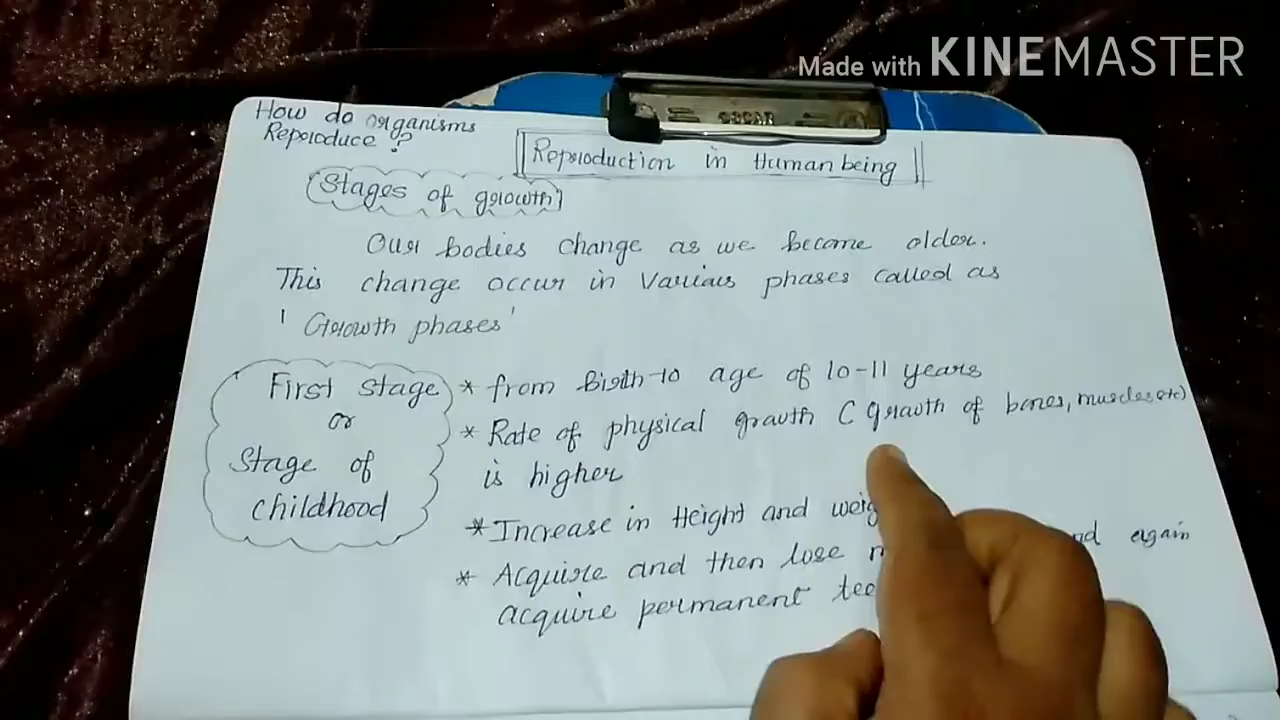 Made with KINEMASTER
OSCAR
How do organisms
Reproduce ?
Reproduction in Human being
Stages of growth
Our bodies change as we become older.
This change occur in Various phases called as
' Growth phases'
First stage
or
Stage of
childhood
* from birth to age of 10-11 years
* Rate of physical growth ( growth of bones, muscles etc)
is higher
* Increase in Height and
* Acquire and then lose again
acquire permanent